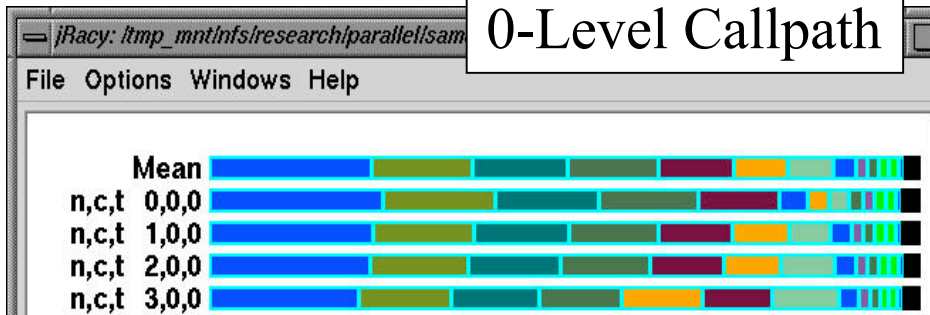 0-Level Callpath
jRacy: /tmp_mnt/nfs/research/parallel/sam
File Options Windows Help
Mean
n,c,t 0,0,0
n,c,t 1,0,0
n,c,t 2,0,0
n,c,t 3,0,0